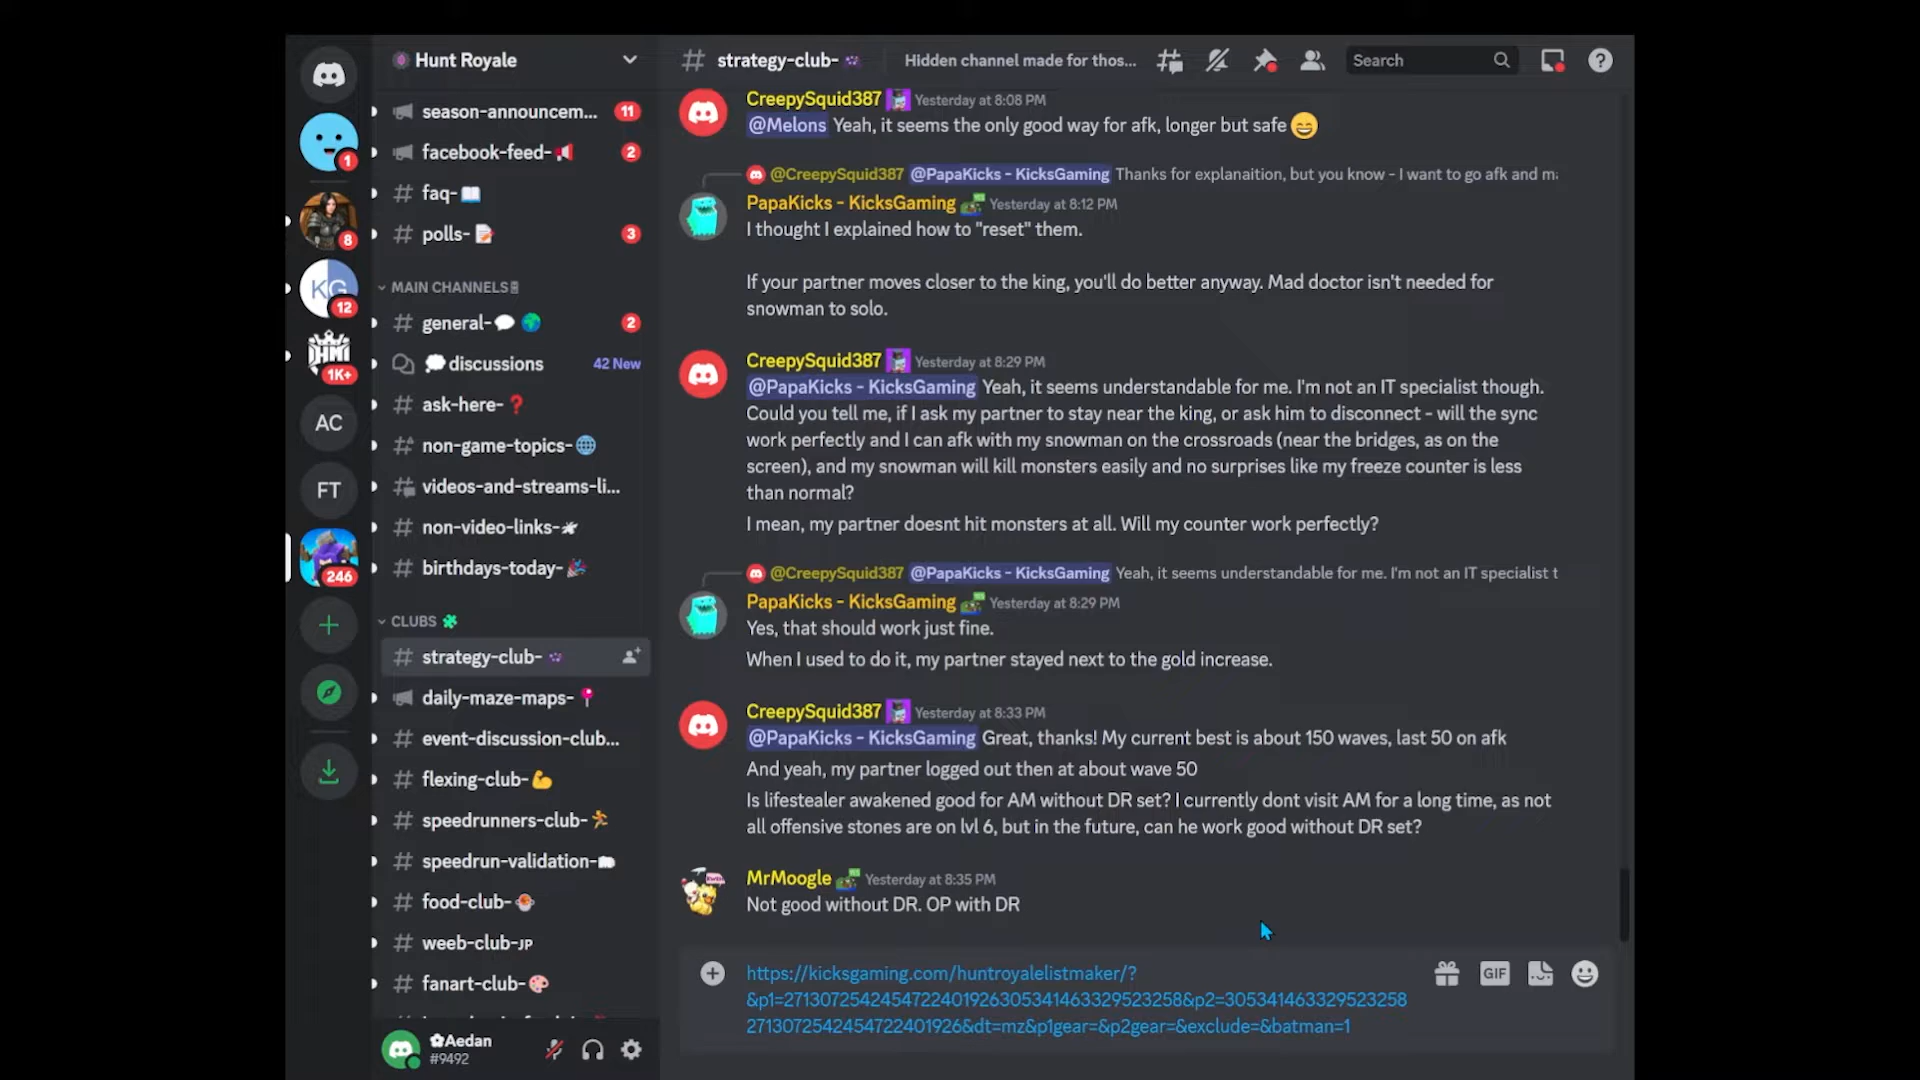 Hunt Royale
strategy-club-
Hidden channel made for thos...
Search
1
8
KG
12
HMI
1K+
AC
FT
246
season-announcem...
11
facebook-feed-
2
faq-
polls-
3
MAIN CHANNELS
general-
2
discussions
42 New
ask-here-
non-game-topics-
videos-and-streams-li...
non-video-links-
birthdays-today-
CLUBS
strategy-club-
daily-maze-maps-
event-discussion-club...
flexing-club-
speedrunners-club-
speedrun-validation-
food-club-
weeb-club-JP
fanart-club-
Aedan
#9492
CreepySquid387 Yesterday at 8:08 PM
@Melons Yeah, it seems the only good way for afk, longer but safe
@CreepySquid387 @PapaKicks - KicksGaming Thanks for explanaition, but you know - I want to go afk and ma
PapaKicks - KicksGaming Yesterday at 8:12 PM
I thought I explained how to "reset" them.
If your partner moves closer to the king, you'll do better anyway. Mad doctor isn't needed for
snowman to solo.
CreepySquid387 Yesterday at 8:29 PM
@PapaKicks - KicksGaming Yeah, it seems understandable for me. I'm not an IT specialist though.
Could you tell me, if I ask my partner to stay near the king, or ask him to disconnect - will the sync
work perfectly and I can afk with my snowman on the crossroads (near the bridges, as on the
screen), and my snowman will kill monsters easily and no surprises like my freeze counter is less
than normal?
I mean, my partner doesnt hit monsters at all. Will my counter work perfectly?
@CreepySquid387 @PapaKicks - KicksGaming Yeah, it seems understandable for me. I'm not an IT specialist t
PapaKicks - KicksGaming Yesterday at 8:29 PM
Yes, that should work just fine.
When I used to do it, my partner stayed next to the gold increase.
CreepySquid387 Yesterday at 8:33 PM
@PapaKicks - KicksGaming Great, thanks! My current best is about 150 waves, last 50 on afk
And yeah, my partner logged out then at about wave 50
Is lifestealer awakened good for AM without DR set? I currently dont visit AM for a long time, as not
all offensive stones are on lvl 6, but in the future, can he work good without DR set?
MrMoogle Yesterday at 8:35 PM
Not good without DR. OP with DR
https://kicksgaming.com/huntroyalelistmaker/?
&p1=27130725424547224019263053414633295232 58&p2=305341463329523258
2713072542454722401926&dt=mz&p1gear=&p2gear=&exclude=&batman=1
GIF